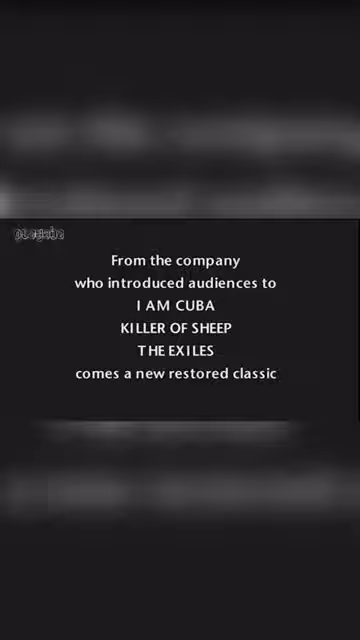 From the company
who introduced audiences to
I AM CUBA
KILLER OF SHEEP
THE EXILES
comes a new restored classic